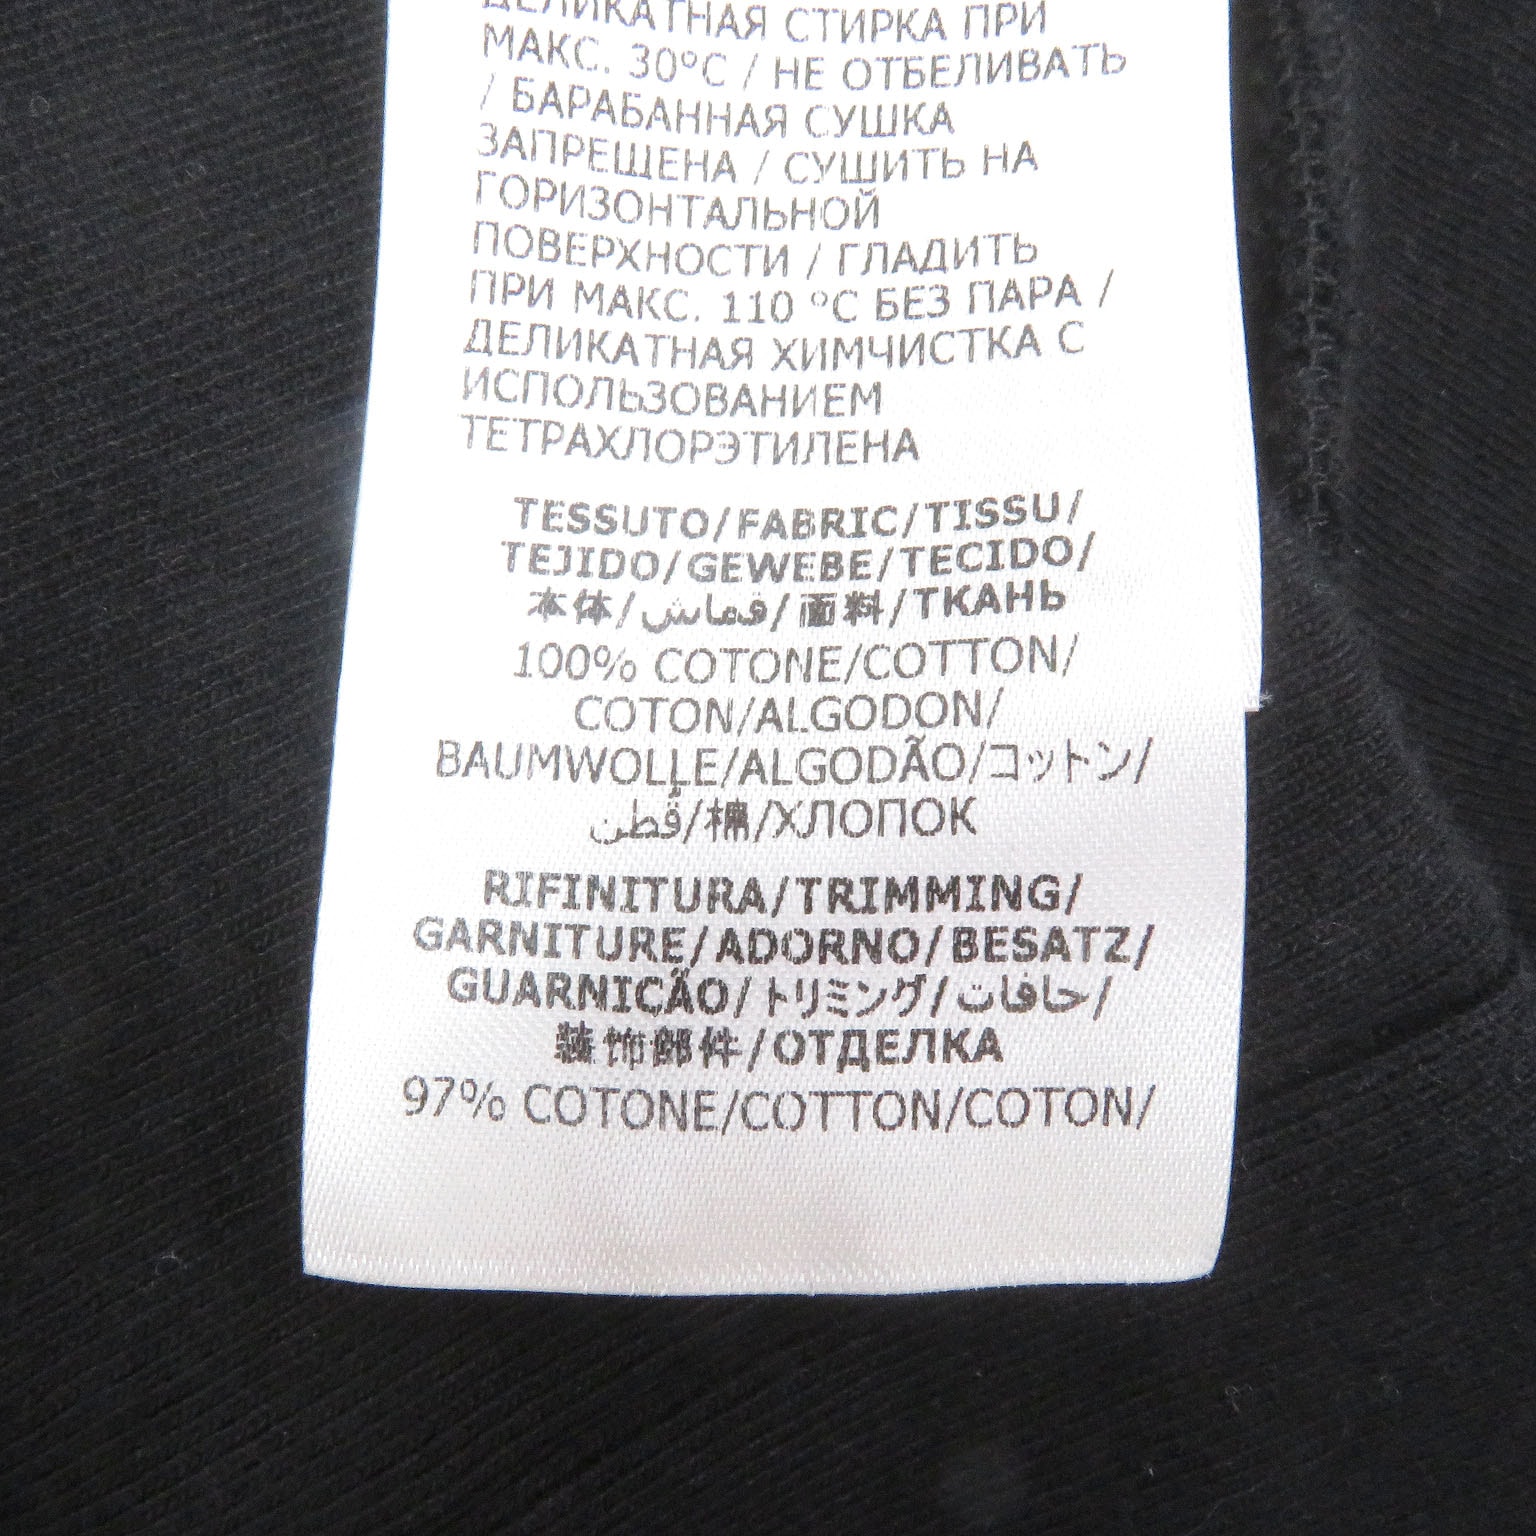 ДЕЛИКАТНАЯ СТИРКА ПРИ
МАКС. 30°C / НЕ ОТБЕЛИВАТЬ
/ БАРАБАННАЯ СУШКА
ЗАПРЕЩЕНА / СУШИТЬ НА
ГОРИЗОНТАЛЬНОЙ
ПОВЕРХНОСТИ / ГЛАДИТЬ
ПРИ МАКС. 110 °C БЕЗ ПАРА /
ДЕЛИКАТНАЯ ХИМЧИСТКА С
ИСПОЛЬЗОВАНИЕМ
ТЕТРАХЛОРЭТИЛЕНА
TESSUTO/FABRIC/TISSU/
TEJIDO/GEWEBE/TECIDO/
本体/قماش/面料/ТКАНЬ
100% COTONE/COTTON/
COTON/ALGODON/
BAUMWOLLE/ALGODÃO/コットン/
قُطن/棉/ХЛОПОК
RIFINITURA/TRIMMING/
GARNITURE/ADORNO/BESATZ/
GUARNICÃO/トリミング/حافات/
装饰部件/ОТДЕЛКА
97% COTONE/COTTON/COTON/